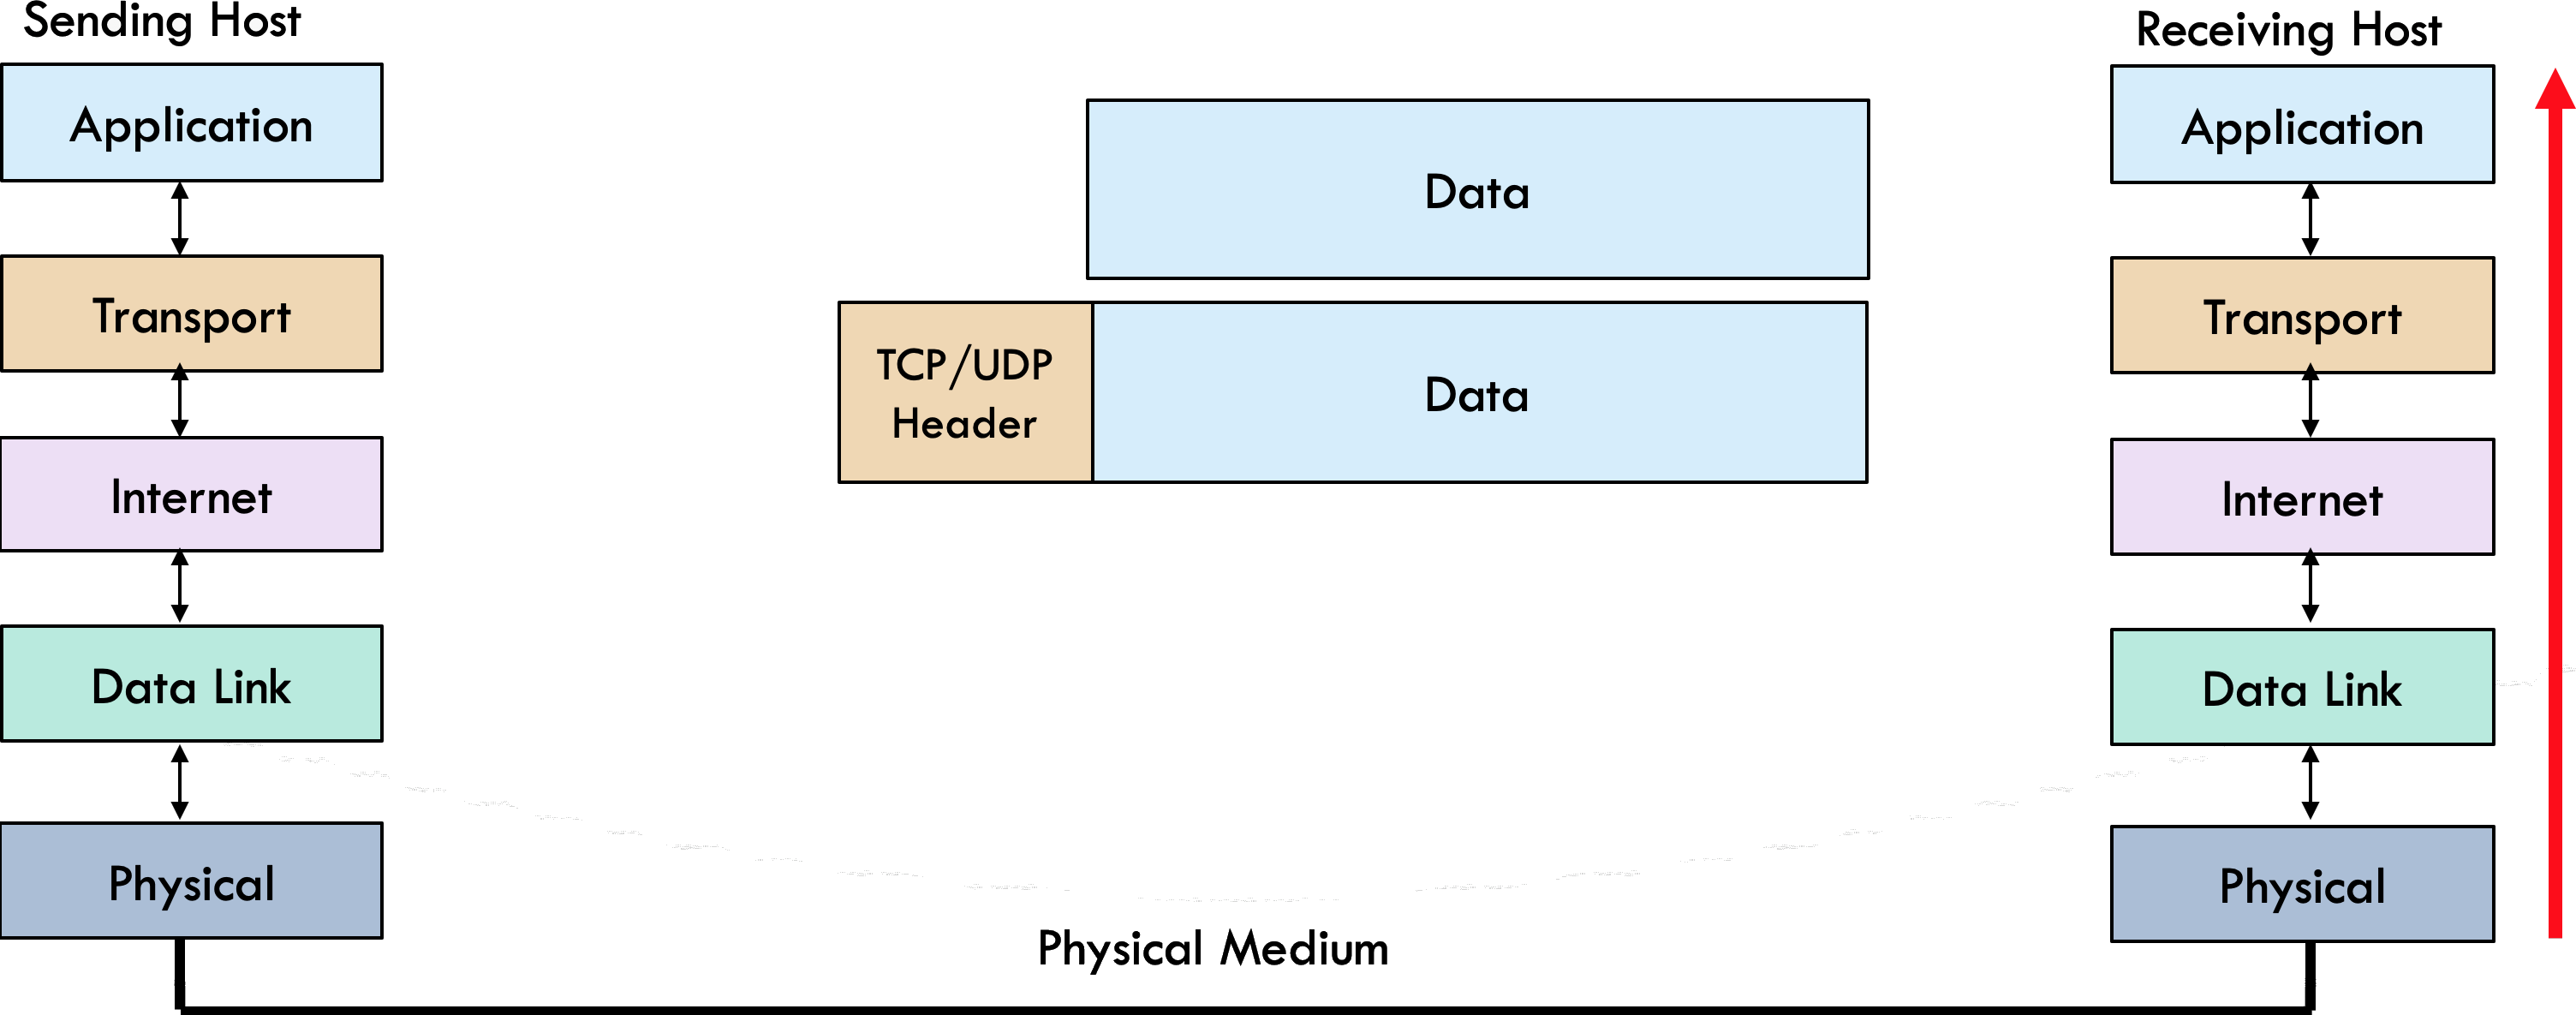 Sending Host
Receiving Host
Application
Data
Application
Transport
TCP/UDP
Header
Data
Transport
Internet
Internet
Data Link
Data Link
Physical
Physical
Physical Medium